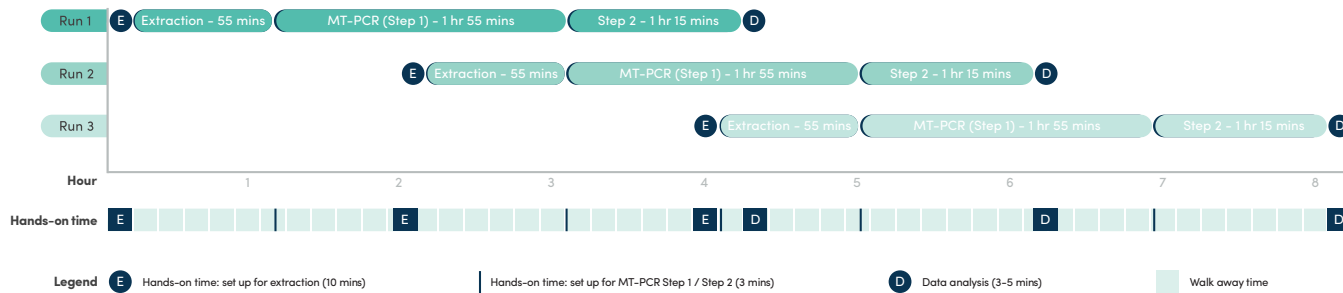 Run 1 E Extraction - 55 mins MT-PCR (Step 1) - 1 hr 55 mins Step 2 - 1 hr 15 mins D
Run 2 E Extraction - 55 mins MT-PCR (Step 1) - 1 hr 55 mins Step 2 - 1 hr 15 mins D
Run 3 E Extraction - 55 mins MT-PCR (Step 1) - 1 hr 55 mins Step 2 - 1 hr 15 mins D
Hour 1 2 3 4 5 6 7 8
Hands-on time E E E D D D
Legend E Hands-on time: set up for extraction (10 mins) Hands-on time: set up for MT-PCR Step 1 / Step 2 (3 mins) D Data analysis (3-5 mins) Walk away time